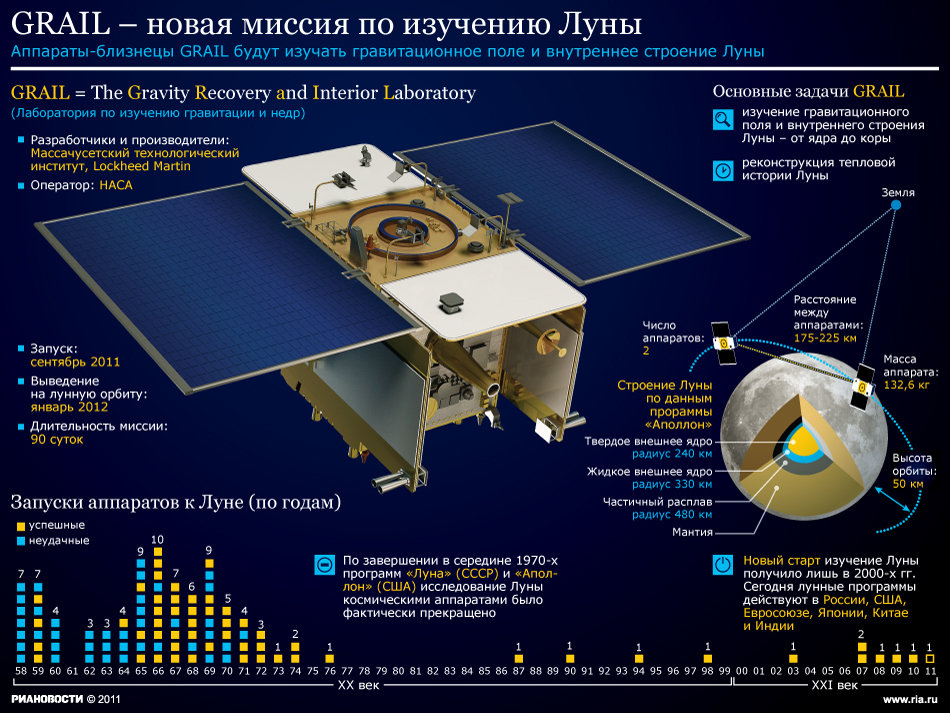 GRAIL – новая миссия по изучению Луны
Аппараты-близнецы GRAIL будут изучать гравитационное поле и внутреннее строение Луны
GRAIL = The Gravity Recovery and Interior Laboratory
(Лаборатория по изучению гравитации и недр)
Разработчики и производители:
Массачусетский технологический
институт, Lockheed Martin
Оператор: НАСА
Основные задачи GRAIL
изучение гравитационного
поля и внутреннего строения
Луны – от ядра до коры
реконструкция тепловой
истории Луны
Земля
Расстояние
между
аппаратами:
175-225 км
Число
аппаратов:
2
Масса
аппарата:
132,6 кг
Запуск:
сентябрь 2011
Выведение
на лунную орбиту:
январь 2012
Длительность миссии:
90 суток
Строение Луны
по данным
прораммы
«Аполлон»
Твердое внешнее ядро
радиус 240 км
Жидкое внешнее ядро
радиус 330 км
Частичный расплав
радиус 480 км
Мантия
Высота
орбиты:
50 км
Запуски аппаратов к Луне (по годам)
успешные
неудачные
По завершении в середине 1970-х
программ «Луна» (СССР) и «Апол-
лон» (США) исследование Луны
космическими аппаратами было
фактически прекращено
Новый старт изучение Луны
получило лишь в 2000-х гг.
Сегодня лунные программы
действуют в России, США,
Евросоюзе, Японии, Китае
и Индии
7 7 4 3 3 4 9 10 7 6 9 5 4 3 1 2 1 1 1 1 1 1 2 1 1 1 1
58 59 60 61 62 63 64 65 66 67 68 69 70 71 72 73 74 76 77 78 79 80 82 83 84 85 86 87 88 89 90 91 92 93 94 95 96 97 98 99 00 01 02 03 04 05 06 07 08 09 10 11
XX век
XXI век
РИАНОВОСТИ © 2011
www.ria.ru